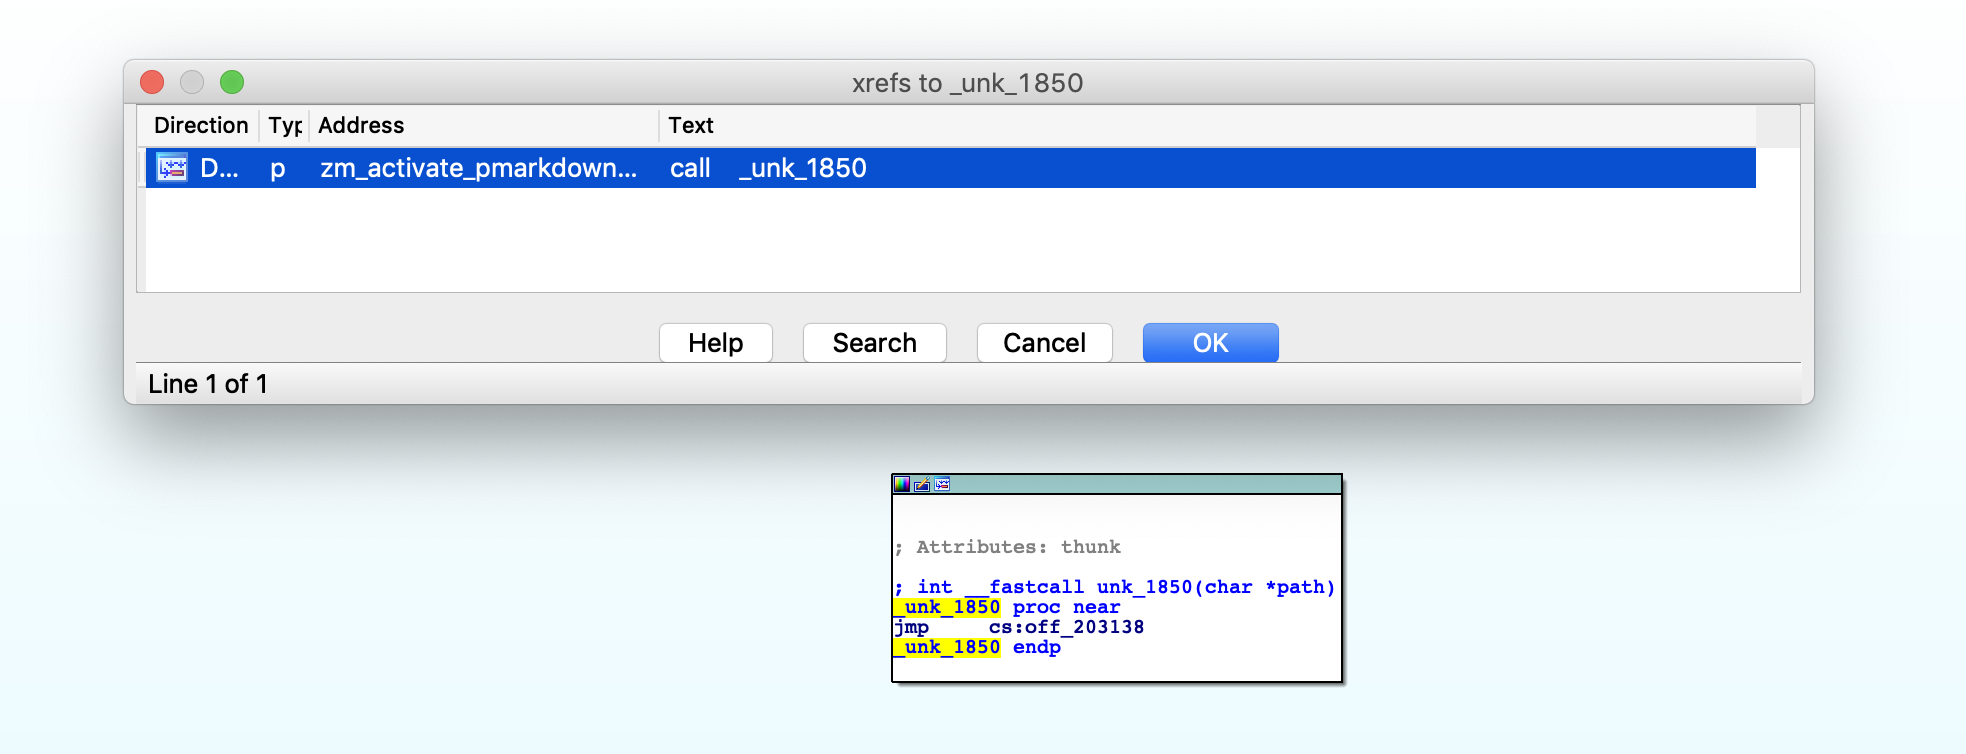 xrefs to _unk_1850
Direction Typ Address Text
D... p zm_activate_pmarkdown... call _unk_1850
Help Search Cancel OK
Line 1 of 1
; Attributes: thunk
; int __fastcall unk_1850(char *path)
_unk_1850 proc near
jmp cs:off_203138
_unk_1850 endp